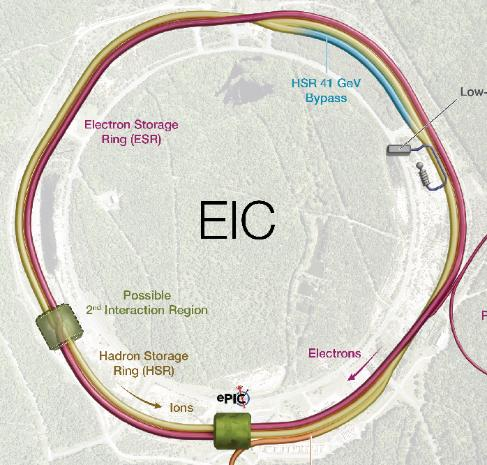 HSR 41 GeV
Bypass
Low-
Electron Storage
Ring (ESR)
EIC
Possible
2nd Interaction Region
Hadron Storage
Ring (HSR)
Electrons
Ions
ePIC